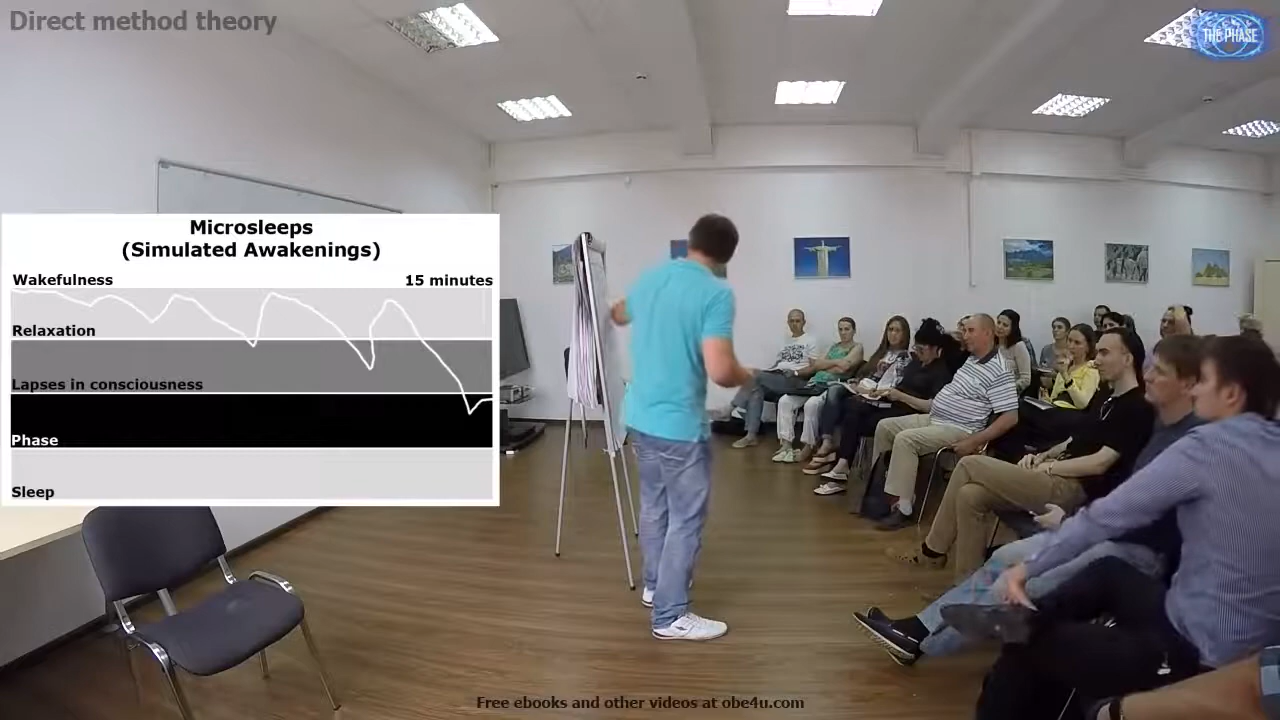 Direct method theory
THE PHASE
Microsleeps
(Simulated Awakenings)
Wakefulness
15 minutes
Relaxation
Lapses in consciousness
Phase
Sleep
Free ebooks and other videos at obe4u.com